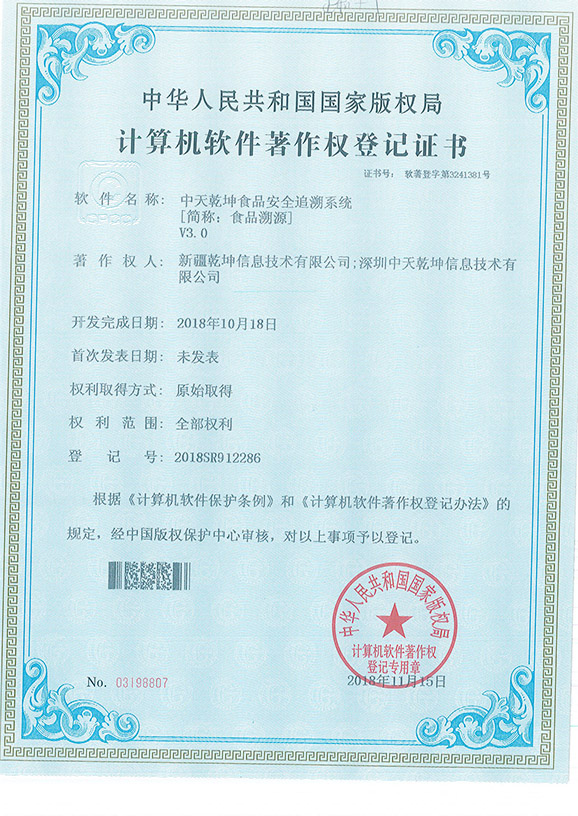 中华人民共和国国家版权局
计算机软件著作权登记证书
证书号： 软著登字第3241381号
软件名称： 中天乾坤食品安全追溯系统
[简称：食品溯源]
V3.0
著作权人： 新疆乾坤信息技术有限公司;深圳中天乾坤信息技术有
限公司
开发完成日期： 2018年10月18日
首次发表日期： 未发表
权利取得方式： 原始取得
权利范围： 全部权利
登记号： 2018SR912286
根据《计算机软件保护条例》和《计算机软件著作权登记办法》的
规定，经中国版权保护中心审核，对以上事项予以登记。
中华人民共和国国家版权局
计算机软件著作权
登记专用章
2018年11月15日
No. 03198807